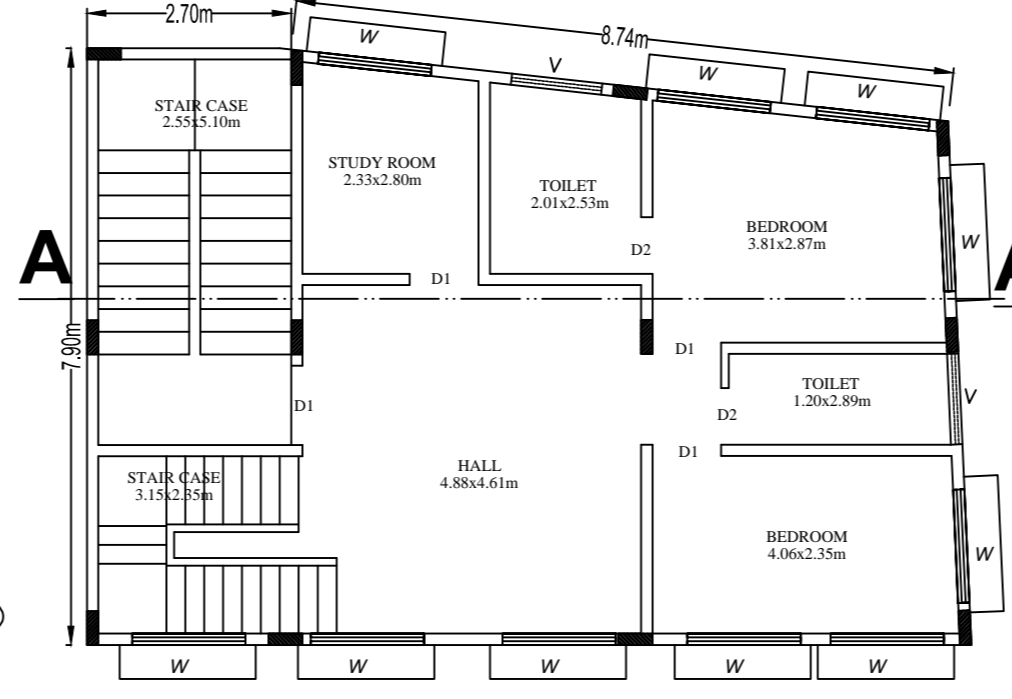 2.70m
8.74m
W
V
W
W
STAIR CASE
2.55x5.10m
STUDY ROOM
2.33x2.80m
TOILET
2.01x2.53m
BEDROOM
3.81x2.87m
W
D2
A
D1
7.90m
D1
TOILET
1.20x2.89m
V
D1
D2
D1
HALL
4.88x4.61m
STAIR CASE
3.15x2.35m
BEDROOM
4.06x2.35m
W
W
W
W
W
W